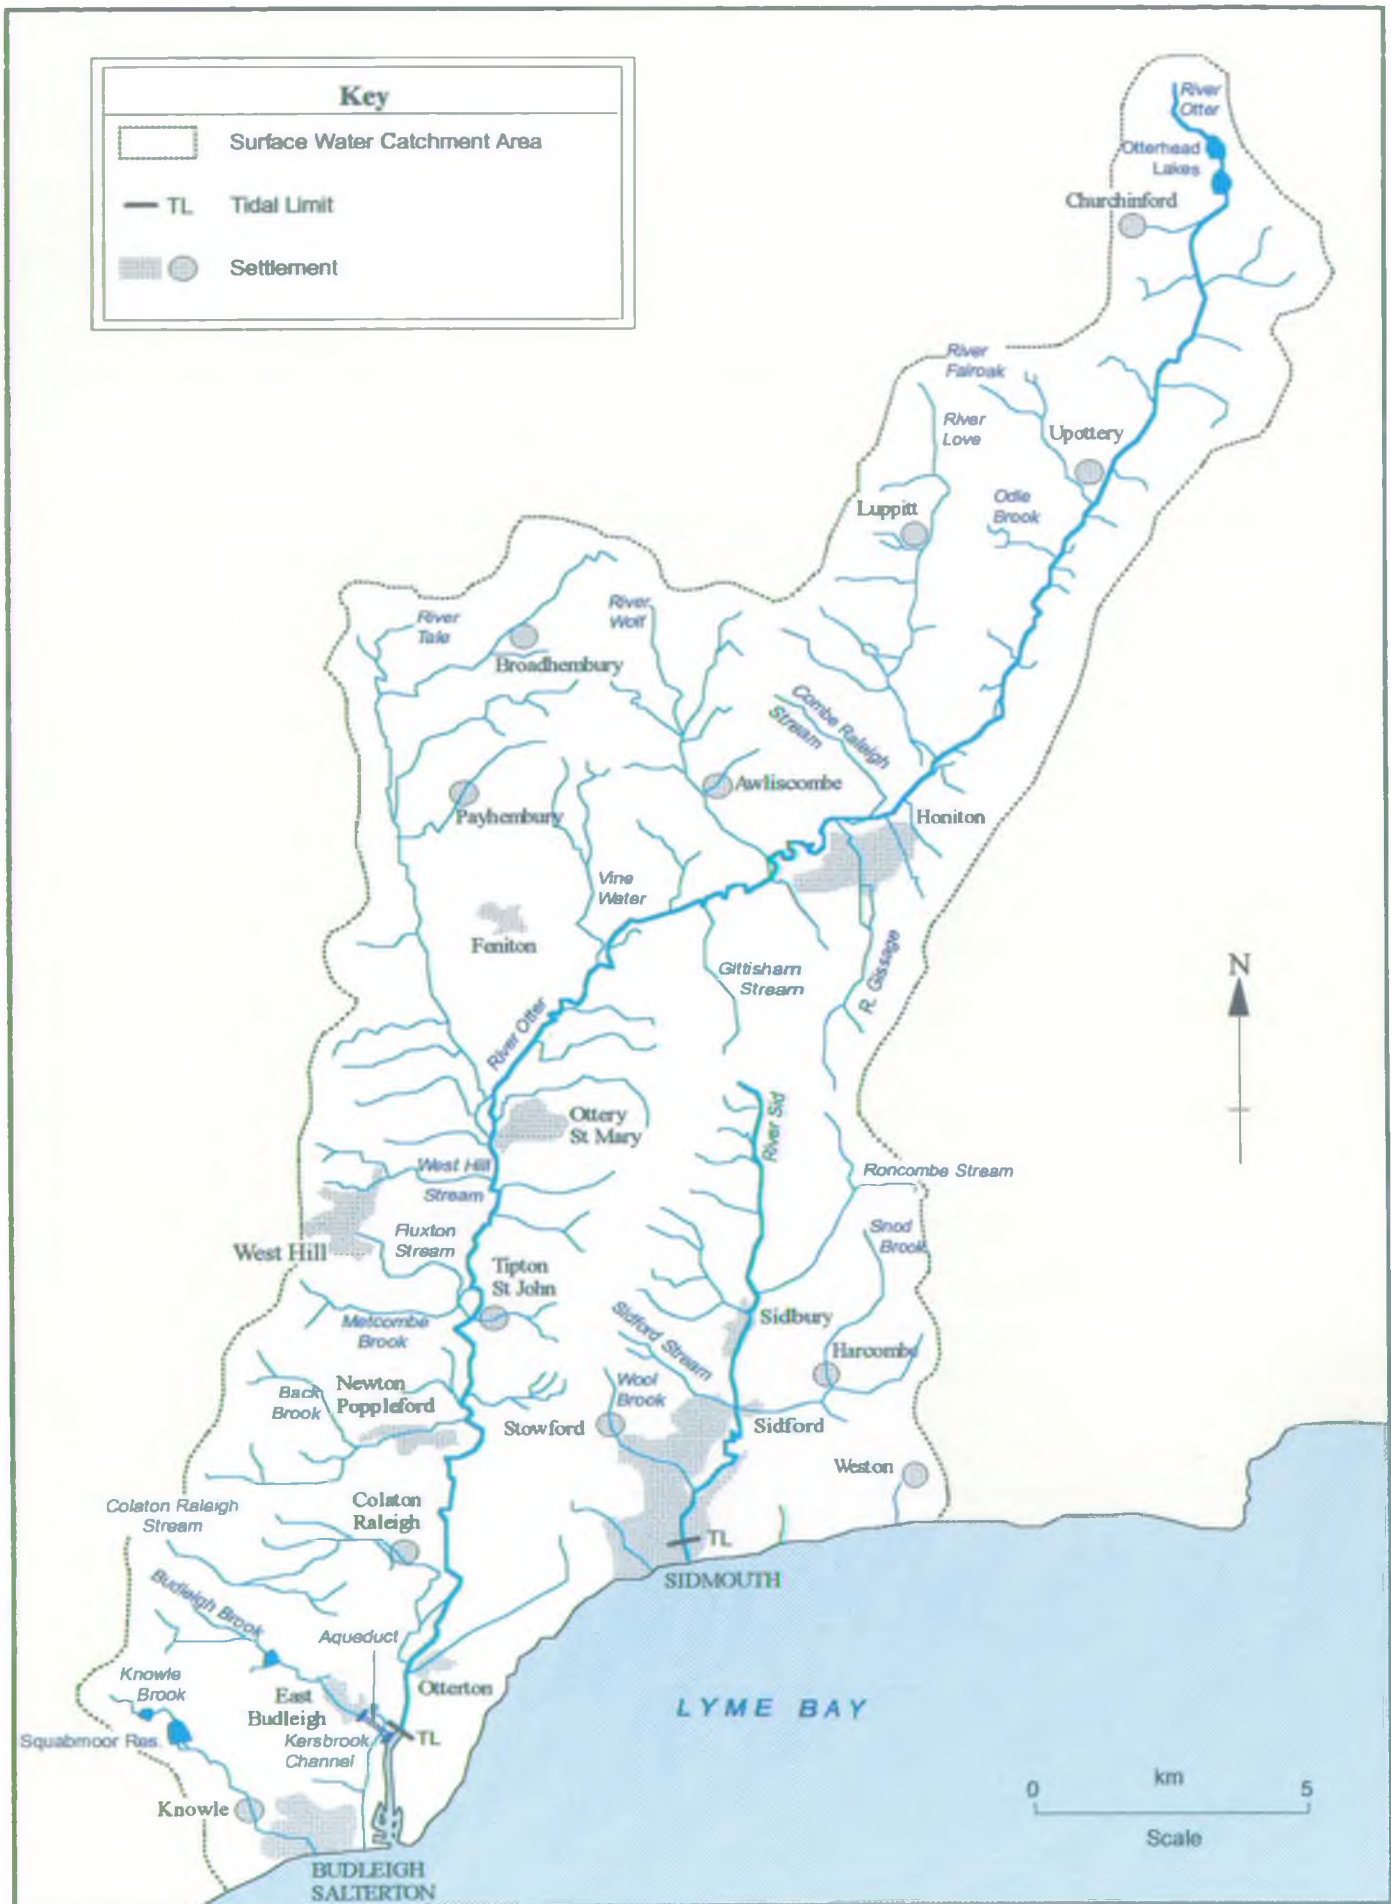 Key
Surface Water Catchment Area
TL Tidal Limit
Settlement
River
Otter
Otterhead
Lakes
Churchinford
River
Fairoak
River
Love
Upottery
Luppitt
Odle
Brook
River
Tale
River
Wolf
Broadhembury
Combe Raleigh
Stream
Awliscombe
Payhembury
Honiton
Vine
Water
Feniton
Gittisham
Stream
R. Gissage
N
River Otter
Ottery
St Mary
River Sid
West Hill
Stream
Roncombe Stream
Snod
Brook
Fluxton
Stream
West Hill
Tipton
St John
Metcombe
Brook
Sidford Stream
Sidbury
Harcombe
Back
Brook
Newton
Poppleford
Wool
Brook
Stowford
Sidford
Weston
Colaton Raleigh
Stream
Colaton
Raleigh
TL
SIDMOUTH
Budleigh Brook
Aqueduct
Knowle
Brook
East
Budleigh
Otterton
LYME BAY
Squabmoor Res.
Kersbrook
Channel
TL
Knowle
0 km 5
Scale
BUDLEIGH
SALTERTON